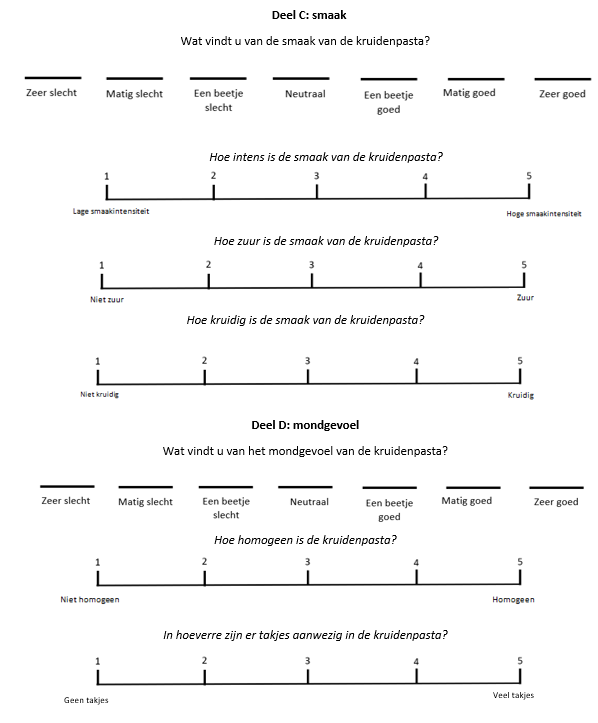 Deel C: smaak
Wat vindt u van de smaak van de kruidenpasta?
Zeer slecht Matig slecht Een beetje slecht Neutraal Een beetje goed Matig goed Zeer goed
Hoe intens is de smaak van de kruidenpasta?
1 2 3 4 5
Lage smaakintensiteit Hoge smaakintensiteit
Hoe zuur is de smaak van de kruidenpasta?
1 2 3 4 5
Niet zuur Zuur
Hoe kruidig is de smaak van de kruidenpasta?
1 2 3 4 5
Niet kruidig Kruidig
Deel D: mondgevoel
Wat vindt u van het mondgevoel van de kruidenpasta?
Zeer slecht Matig slecht Een beetje slecht Neutraal Een beetje goed Matig goed Zeer goed
Hoe homogeen is de kruidenpasta?
1 2 3 4 5
Niet homogeen Homogeen
In hoeverre zijn er takjes aanwezig in de kruidenpasta?
1 2 3 4 5
Geen takjes Veel takjes